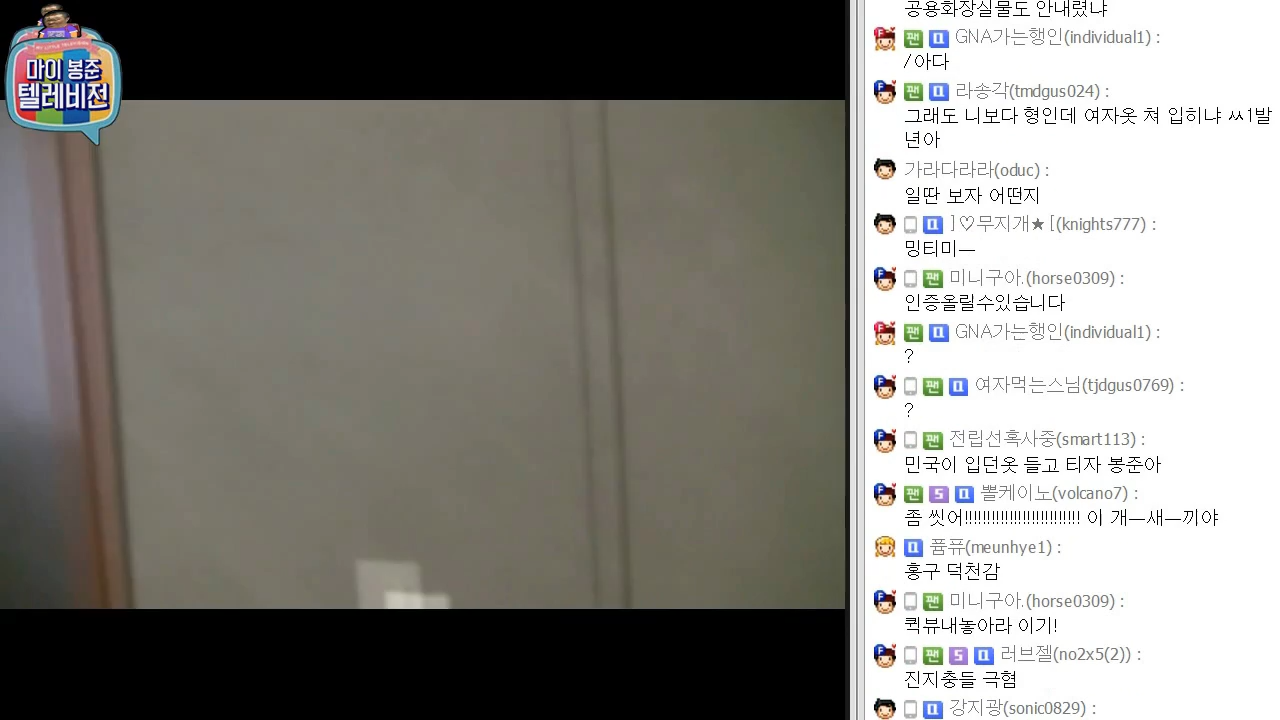 MY LITTLE TELEVISION
마이 봉준
텔레비전
공용화장실물도 안내렸냐
팬 GNA가는행인(individual1) :
/아다
팬 라송각(tmdgus024) :
그래도 니보다 형인데 여자옷 쳐 입히냐 ㅆ1발
년아
가라다라라(oduc) :
일딴 보자 어떤지
]♡무지개★[(knights777) :
밍티미ㅡ
팬 미니구아.(horse0309) :
인증올릴수있습니다
팬 GNA가는행인(individual1) :
?
팬 여자먹는스님(tjdgus0769) :
?
팬 전립선혹사중(smart113) :
민국이 입던옷 들고 티자 봉준아
팬 S 뽈케이노(volcano7) :
좀 씻어!!!!!!!!!!!!!!!!!!!!!!!!!! 이 개ㅡ새ㅡ끼야
퓸퓨(meunhye1) :
홍구 덕천감
팬 미니구아.(horse0309) :
퀵뷰내놓아라 이기!
팬 S 러브젤(no2x5(2)) :
진지충들 극혐
강지광(sonic0829) :